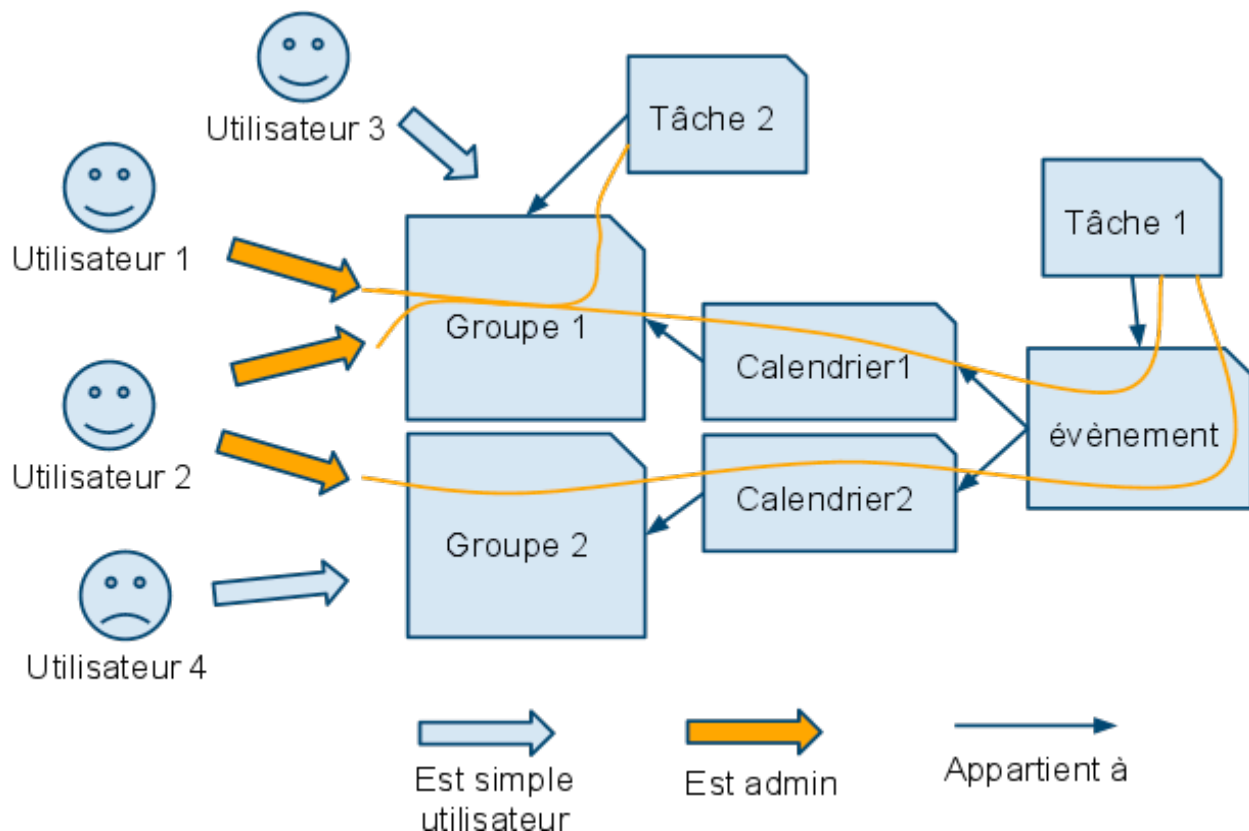 Utilisateur 3
Tâche 2
Utilisateur 1
Tâche 1
Groupe 1
Calendrier1
évènement
Utilisateur 2
Calendrier2
Groupe 2
Utilisateur 4
Est simple
utilisateur
Est admin
Appartient à